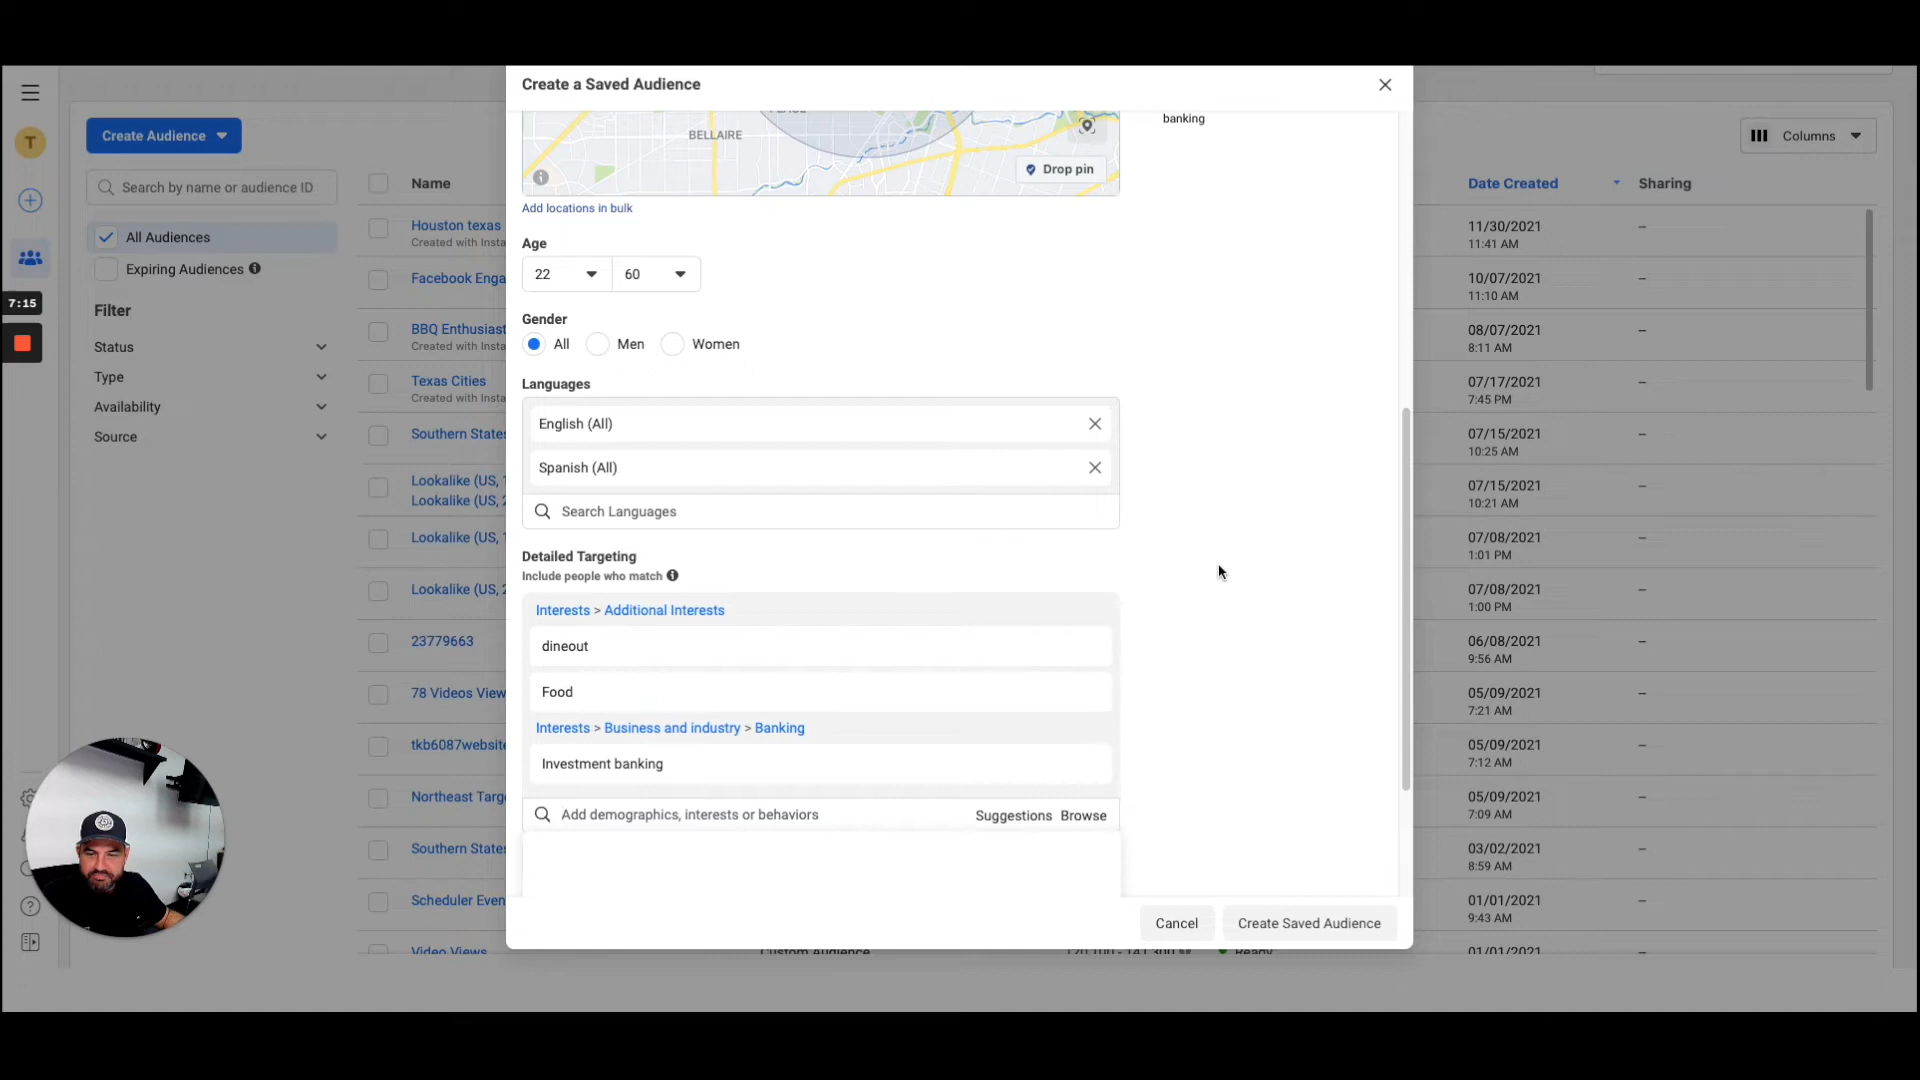 Create a Saved Audience
T
Create Audience
Search by name or audience ID
All Audiences
Expiring Audiences
7:15
Filter
Status
Type
Availability
Source
Name
Houston texas
Created with Insta
Facebook Enga
BBQ Enthusiast
Created with Insta
Texas Cities
Created with Insta
Southern States
Lookalike (US, 1
Lookalike (US, 2
Lookalike (US, 1
Lookalike (US, 2
23779663
78 Videos View
tkb6087website
Northeast Targe
Southern States
Scheduler Even
Video Views
Custom Audience
Ready
BELLAIRE
Drop pin
Add locations in bulk
banking
Age
22
60
Gender
All
Men
Women
Languages
English (All)
Spanish (All)
Search Languages
Detailed Targeting
Include people who match
Interests > Additional Interests
dineout
Food
Interests > Business and industry > Banking
Investment banking
Add demographics, interests or behaviors
Suggestions
Browse
Cancel
Create Saved Audience
Columns
Date Created
Sharing
11/30/2021
11:41 AM
–
10/07/2021
11:10 AM
–
08/07/2021
8:11 AM
–
07/17/2021
7:45 PM
–
07/15/2021
10:25 AM
–
07/15/2021
10:21 AM
–
07/08/2021
1:01 PM
–
07/08/2021
1:00 PM
–
06/08/2021
9:56 AM
–
05/09/2021
7:21 AM
–
05/09/2021
7:12 AM
–
05/09/2021
7:09 AM
–
03/02/2021
8:59 AM
–
01/01/2021
9:43 AM
–
01/01/2021
–